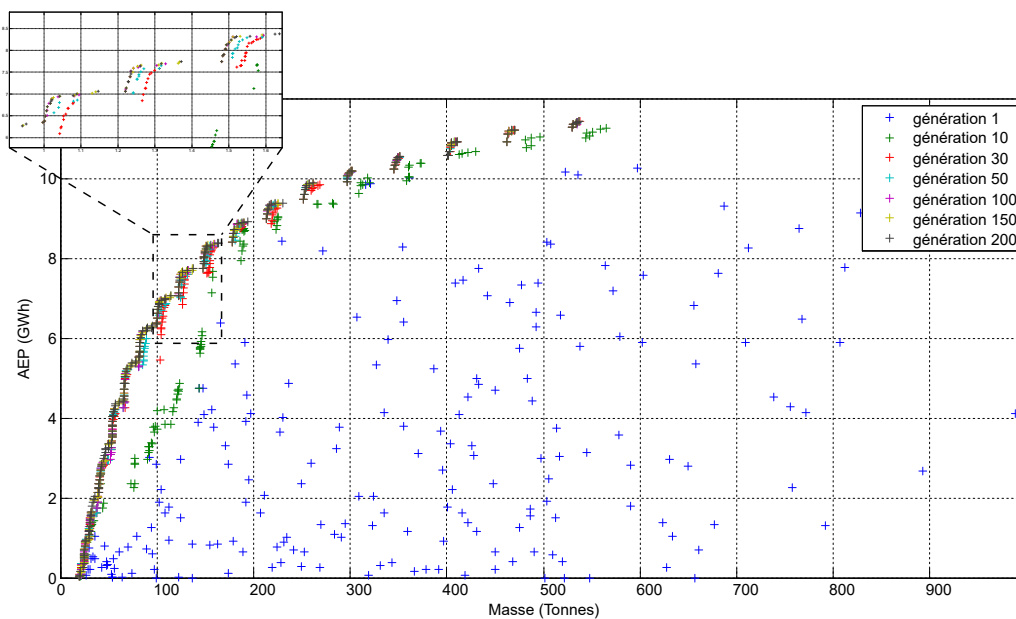 génération 1
génération 10
génération 30
génération 50
génération 100
génération 150
génération 200
AEP (GWh)
10
8
6
4
2
0
0 100 200 300 400 500 600 700 800 900
Masse (Tonnes)